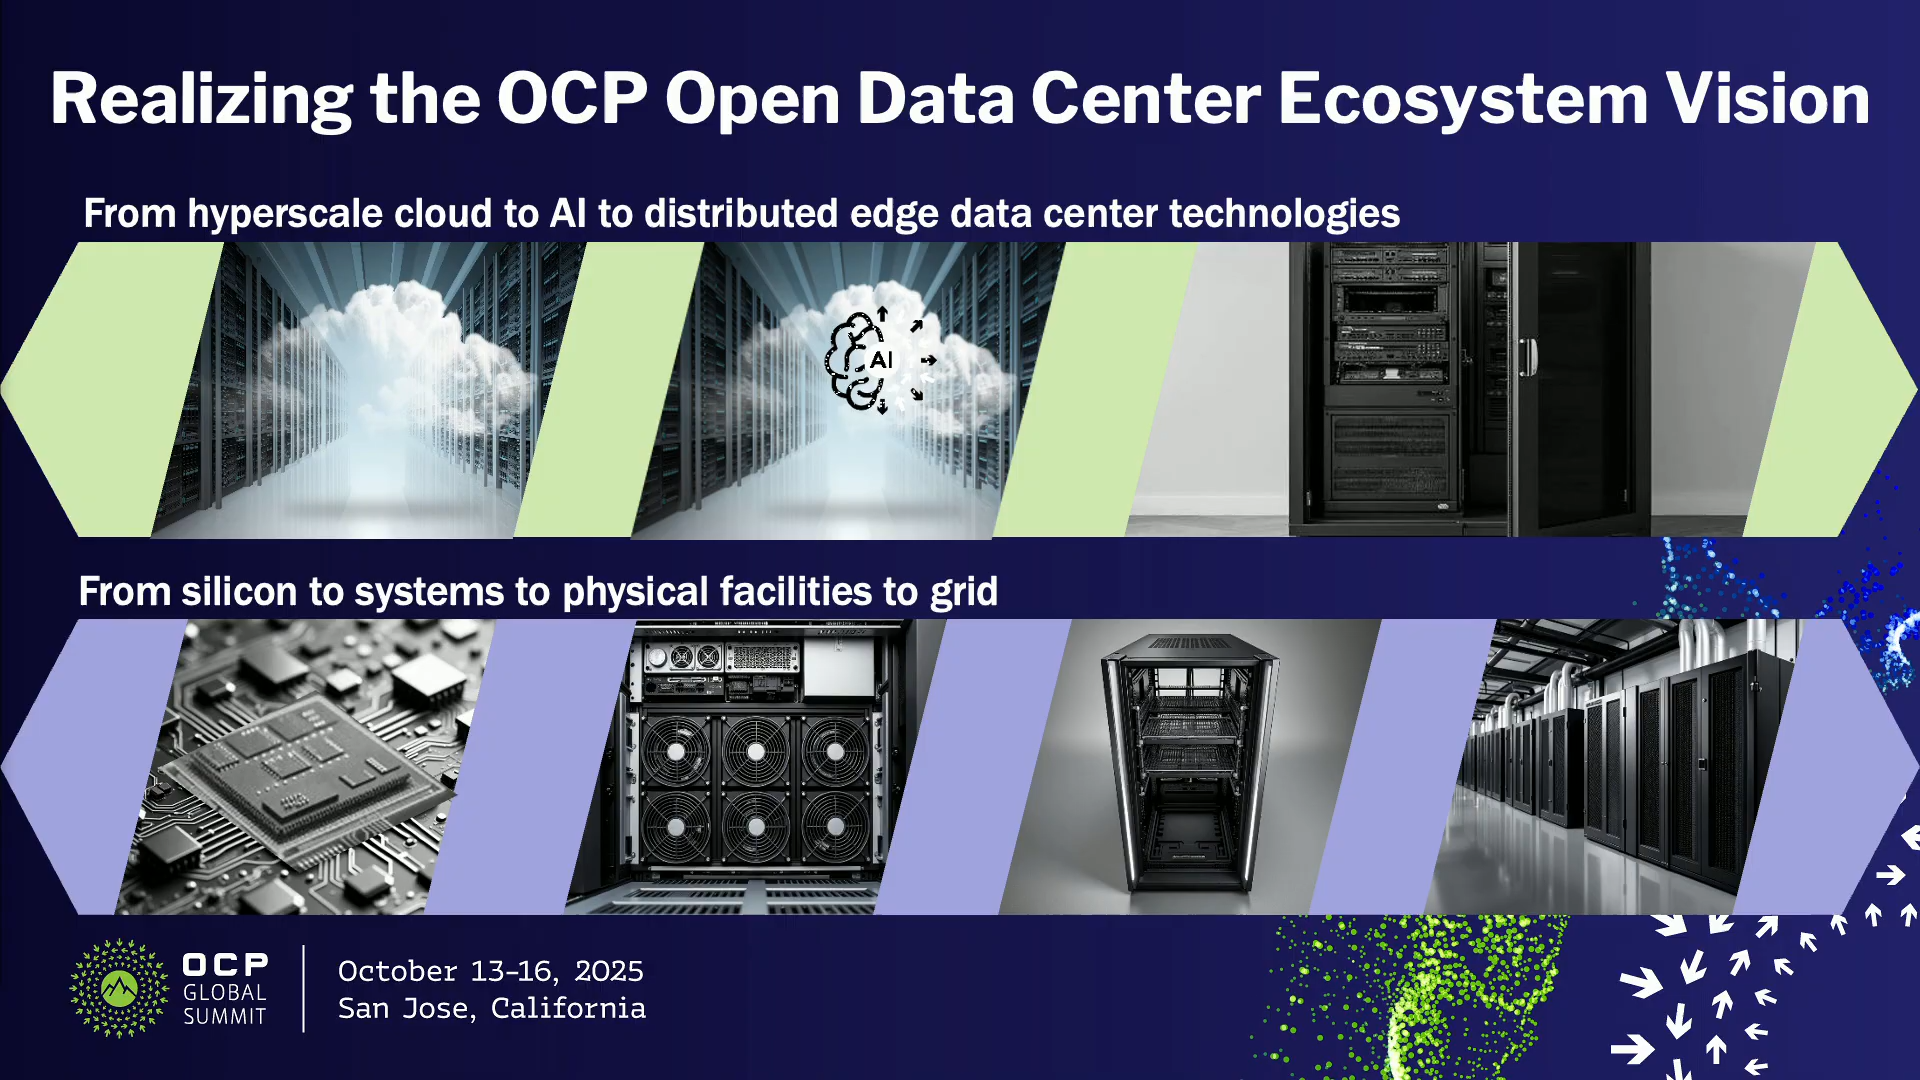 Realizing the OCP Open Data Center Ecosystem Vision
From hyperscale cloud to AI to distributed edge data center technologies
AI
From silicon to systems to physical facilities to grid
OCP
GLOBAL
SUMMIT
October 13-16, 2025
San Jose, California